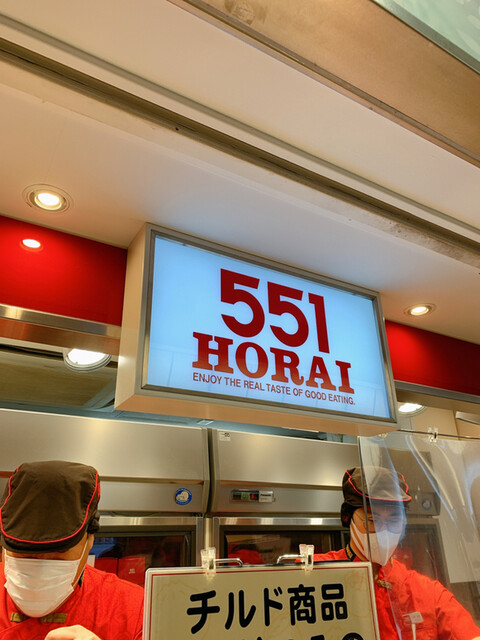 551
HORAI
ENJOY THE REAL TASTE OF GOOD EATING.
チルド商品